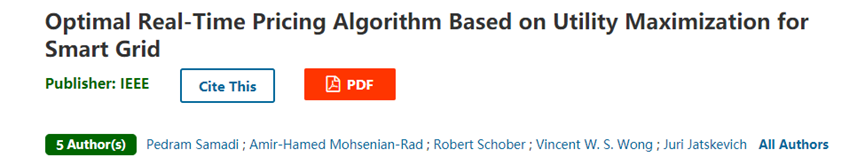 Optimal Real-Time Pricing Algorithm Based on Utility Maximization for
Smart Grid
Publisher: IEEE Cite This PDF
5 Author(s) Pedram Samadi ; Amir-Hamed Mohsenian-Rad ; Robert Schober ; Vincent W. S. Wong ; Juri Jatskevich All Authors